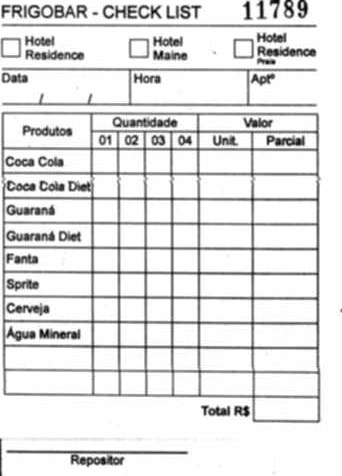 FRIGOBAR - CHECK LIST 11789
Hotel Residence
Hotel Maine
Hotel Residence Praia
Data Hora Aptº
/ /
Produtos Quantidade Valor
01 02 03 04 Unit. Parcial
Coca Cola
Coca Cola Diet
Guaraná
Guaraná Diet
Fanta
Sprite
Cerveja
Água Mineral
Total R$
Repositor